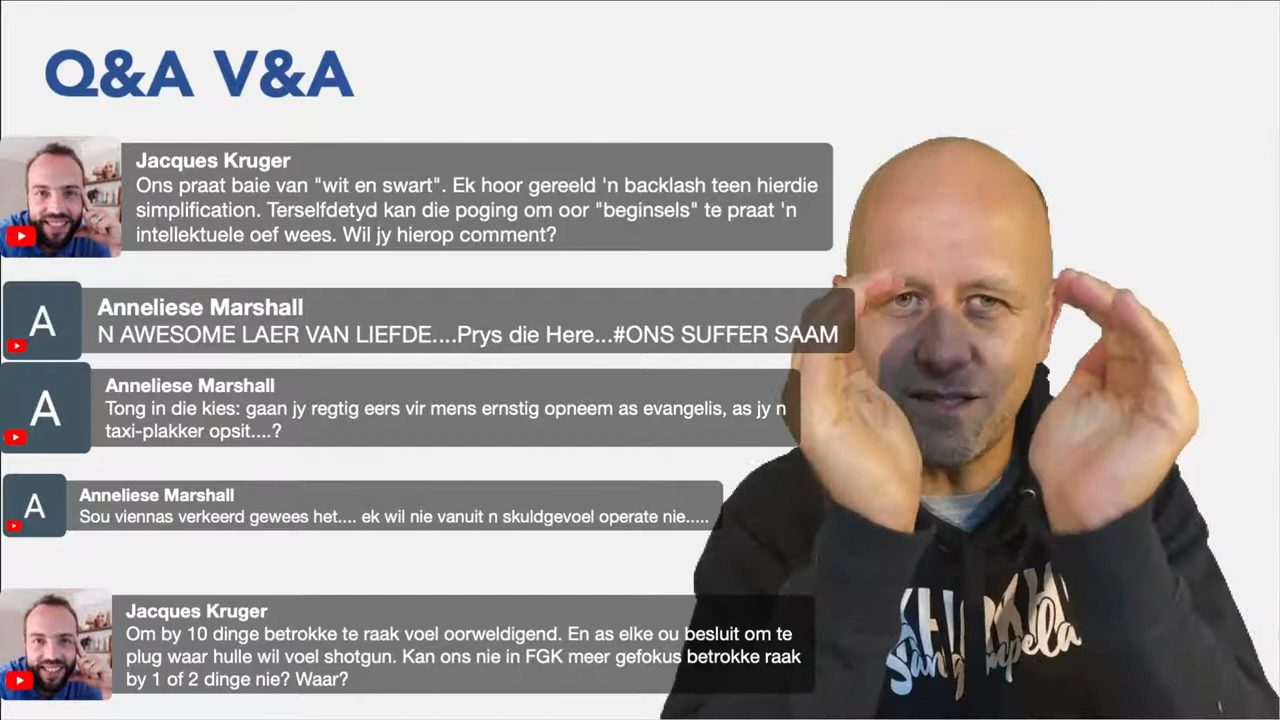 Q&A V&A
Jacques Kruger
Ons praat baie van "wit en swart". Ek hoor gereeld 'n backlash teen hierdie
simplification. Terselfdetyd kan die poging om oor "beginsels" te praat 'n
intellektuele oef wees. Wil jy hierop comment?
A
Anneliese Marshall
N AWESOME LAER VAN LIEFDE....Prys die Here...#ONS SUFFER SAAM
A
Anneliese Marshall
Tong in die kies: gaan jy regtig eers vir mens ernstig opneem as evangelis, as jy n
taxi-plakker opsit....?
A
Anneliese Marshall
Sou viennas verkeerd gewees het.... ek wil nie vanuit n skuldgevoel operate nie.....
Jacques Kruger
Om by 10 dinge betrokke te raak voel oorweldigend. En as elke ou besluit om te
plug waar hulle wil voel shotgun. Kan ons nie in FGK meer gefokus betrokke raak
by 1 of 2 dinge nie? Waar?